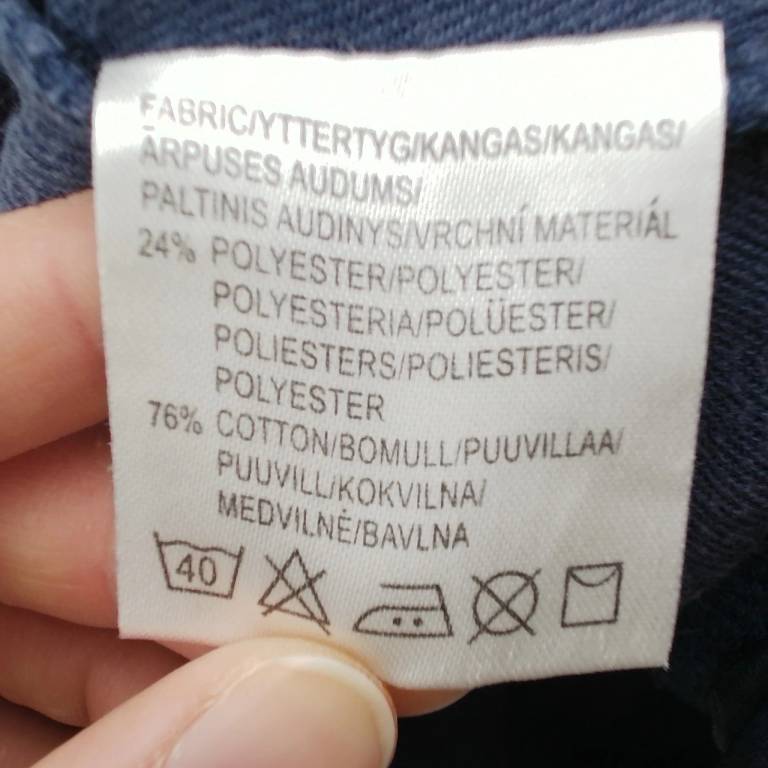 FABRIC/YTTERTYG/KANGAS/KANGAS/
ĀRPUSES AUDUMS/
PALTINIS AUDINYS/VRCHNÍ MATERIÁL
24% POLYESTER/POLYESTER/
POLYESTERIA/POLÜESTER/
POLIESTERS/POLIESTERIS/
POLYESTER
76% COTTON/BOMULL/PUUVILLAA/
PUUVILL/KOKVILNA/
MEDVILNĖ/BAVLNA
40